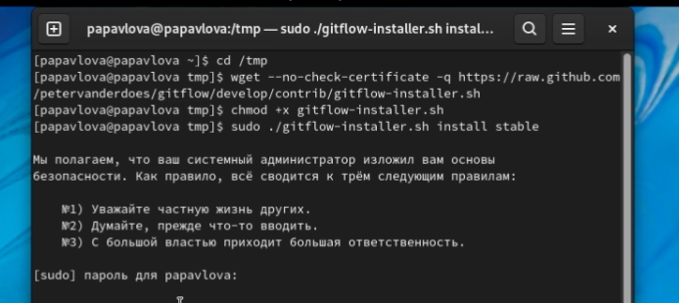 papavlova@papavlova:/tmp — sudo ./gitflow-installer.sh instal...
[papavlova@papavlova ~]$ cd /tmp
[papavlova@papavlova tmp]$ wget --no-check-certificate -q https://raw.github.com
/petervanderdoes/gitflow/develop/contrib/gitflow-installer.sh
[papavlova@papavlova tmp]$ chmod +x gitflow-installer.sh
[papavlova@papavlova tmp]$ sudo ./gitflow-installer.sh install stable
Мы полагаем, что ваш системный администратор изложил вам основы
безопасности. Как правило, всё сводится к трём следующим правилам:
№1) Уважайте частную жизнь других.
№2) Думайте, прежде что-то вводить.
№3) С большой властью приходит большая ответственность.
[sudo] пароль для papavlova: